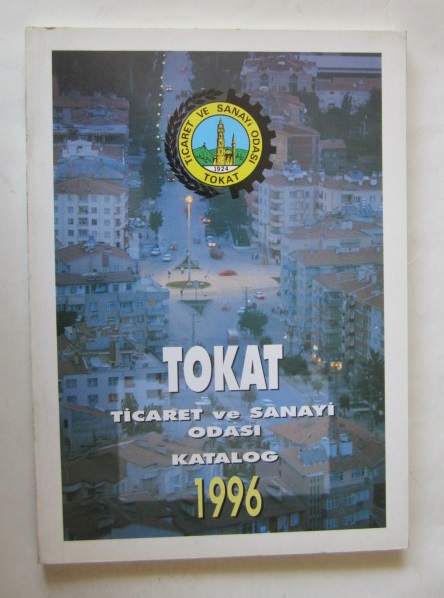 TİCARET VE SANAYİ ODASI
1924
TOKAT
TOKAT
TİCARET ve SANAYİ
ODASI
KATALOG
1996